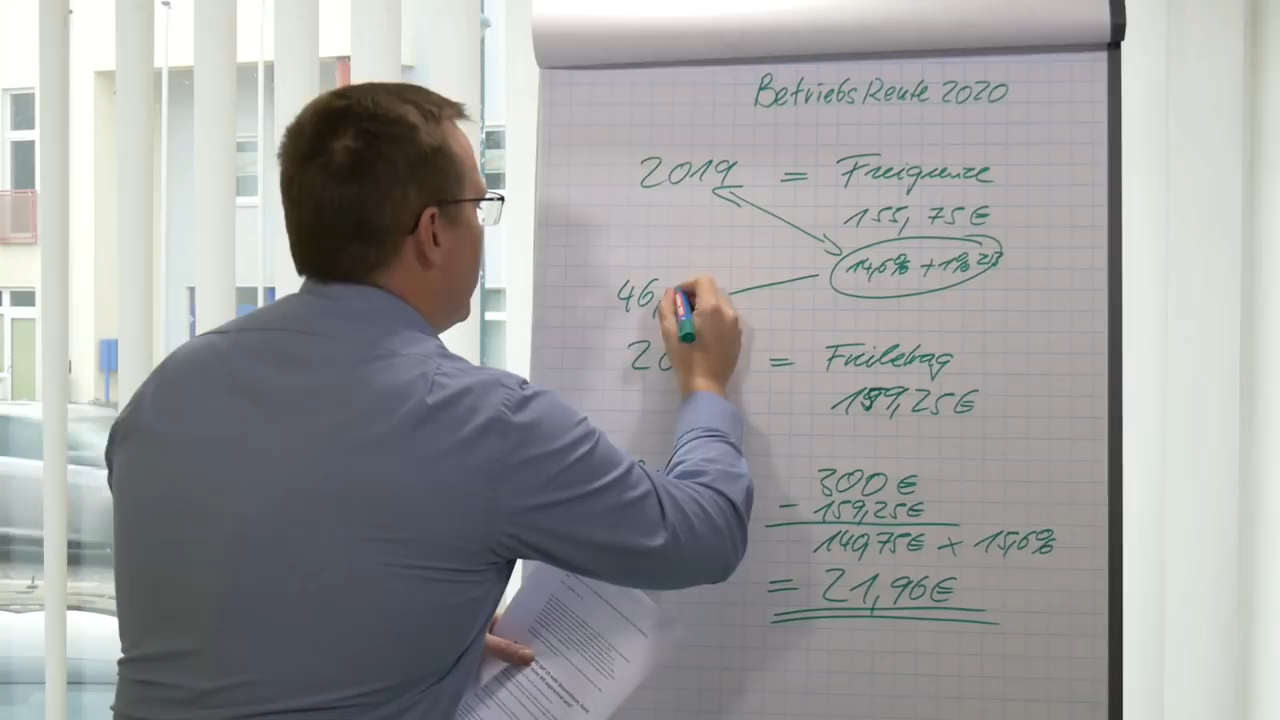 BetriebsRente 2020
2019 = Freigrenze
155,75€
14,6% + 1% ZB
46,
20 = Freibetrag
159,25€
300€
- 159,25€
140,75€ x 15,6%
= 21,96€